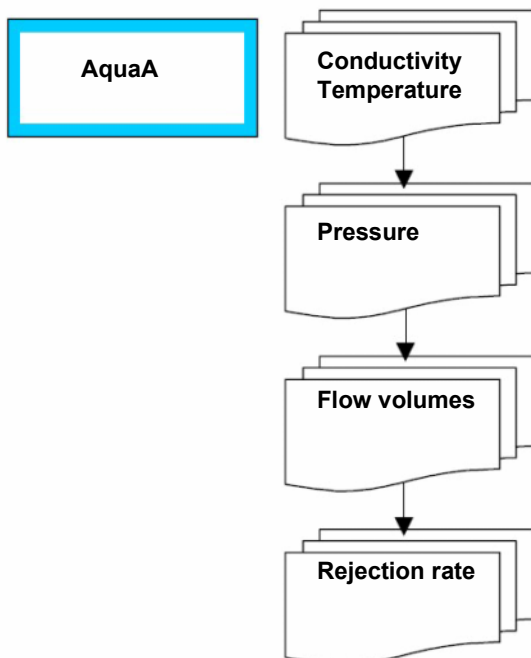 AquaA
Conductivity
Temperature
Pressure
Flow volumes
Rejection rate